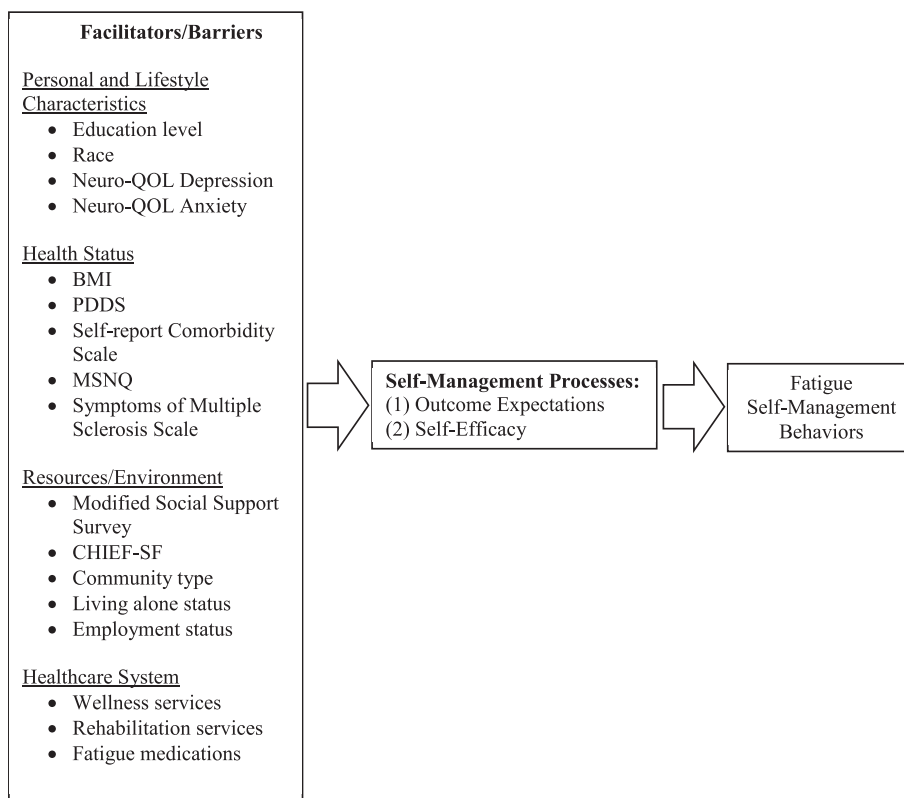 Facilitators/Barriers
Personal and Lifestyle
Characteristics
• Education level
• Race
• Neuro-QOL Depression
• Neuro-QOL Anxiety
Health Status
• BMI
• PDDS
• Self-report Comorbidity
Scale
• MSNQ
• Symptoms of Multiple
Sclerosis Scale
Resources/Environment
• Modified Social Support
Survey
• CHIEF-SF
• Community type
• Living alone status
• Employment status
Healthcare System
• Wellness services
• Rehabilitation services
• Fatigue medications
Self-Management Processes:
(1) Outcome Expectations
(2) Self-Efficacy
Fatigue
Self-Management
Behaviors